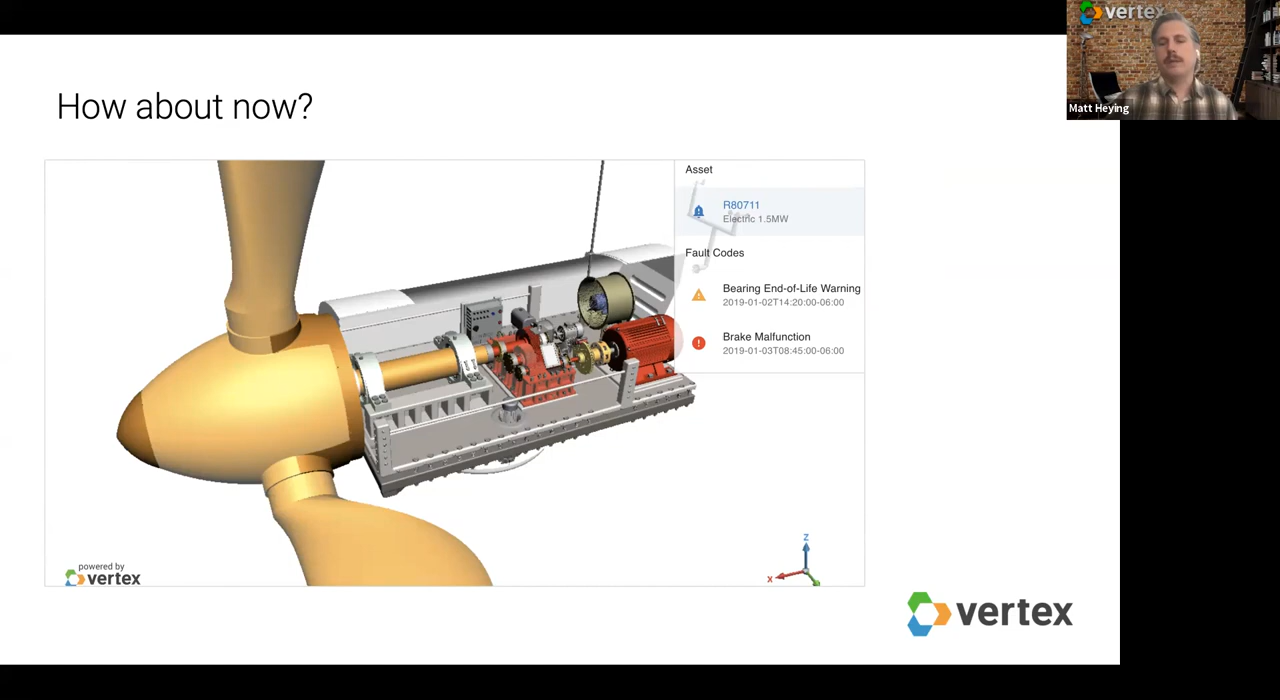 vertex
Matt Heying
How about now?
Asset
R80711
Electric 1.5MW
Fault Codes
Bearing End-of-Life Warning
2019-01-02T14:20:00-06:00
Brake Malfunction
2019-01-03T08:45:00-06:00
Z
X
powered by
vertex
vertex